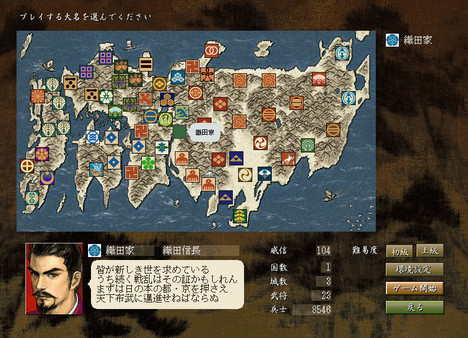 プレイする大名を選んでください
織田家
織田家
織田家 織田信長
皆が新しき世を求めている
うち続く戦乱はその証かもしれん
まずは日の本の都・京を押さえ
天下布武に邁進せねばならぬ
威信 104 難易度 初級 上級
国数 1 環境設定
城数 3
武将 23 ゲーム開始
兵士 8546 戻る